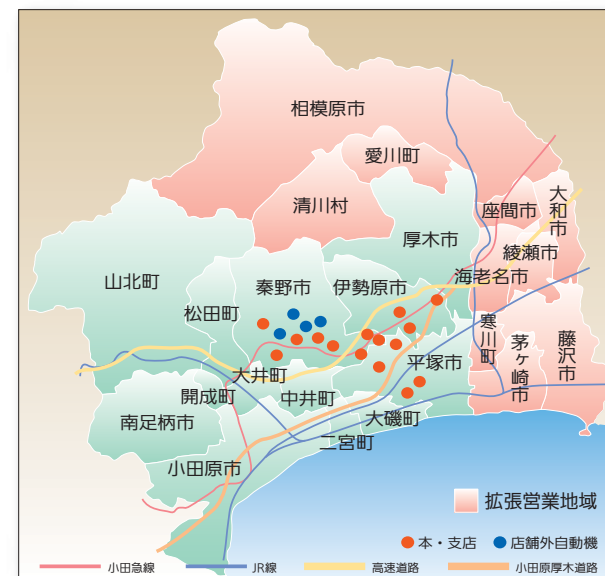 相模原市
愛川町
清川村
座間市
大和市
厚木市
綾瀬市
山北町
秦野市
伊勢原市
海老名市
松田町
寒川町
茅ヶ崎市
藤沢市
大井町
平塚市
開成町
中井町
南足柄市
大磯町
二宮町
小田原市
拡張営業地域
本・支店 店舗外自動機
小田急線 JR線 高速道路 小田原厚木道路